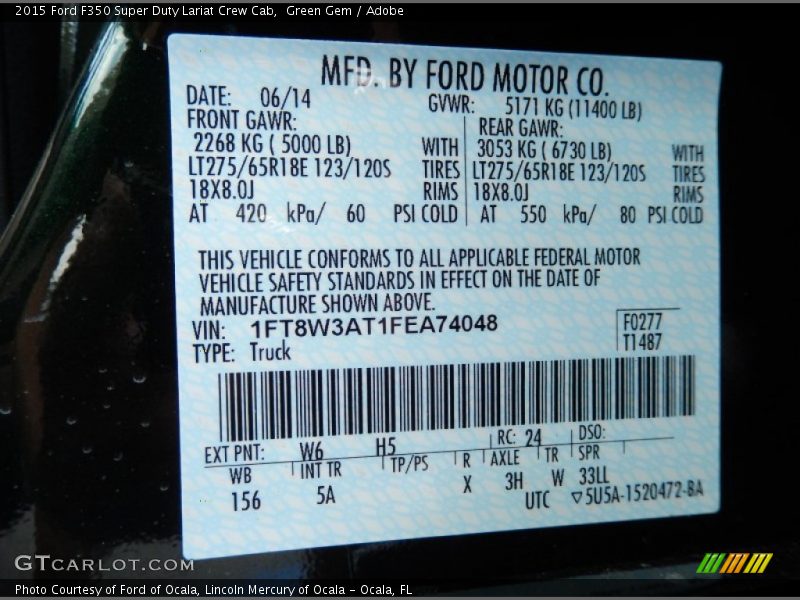 2015 Ford F350 Super Duty Lariat Crew Cab,  Green Gem / Adobe
MFD. BY FORD MOTOR CO.
DATE: 06/14 GVWR: 5171 KG (11400 LB)
FRONT GAWR: REAR GAWR:
2268 KG ( 5000 LB) WITH 3053 KG ( 6730 LB) WITH
LT275/65R18E 123/120S TIRES LT275/65R18E 123/120S TIRES
18X8.0J RIMS 18X8.0J RIMS
AT 420 kPa/ 60 PSI COLD AT 550 kPa/ 80 PSI COLD
THIS VEHICLE CONFORMS TO ALL APPLICABLE FEDERAL MOTOR
VEHICLE SAFETY STANDARDS IN EFFECT ON THE DATE OF
MANUFACTURE SHOWN ABOVE.
VIN: 1FT8W3AT1FEA74048 F0277
TYPE: Truck T1487
EXT PNT: W6 H5 RC: 24 DSO:
WB INT TR TP/PS R AXLE TR SPR
156 5A X 3H W 33LL
UTC ▽5U5A-1520472-BA
GTCARLOT.COM
Photo Courtesy of Ford of Ocala, Lincoln Mercury of Ocala - Ocala, FL